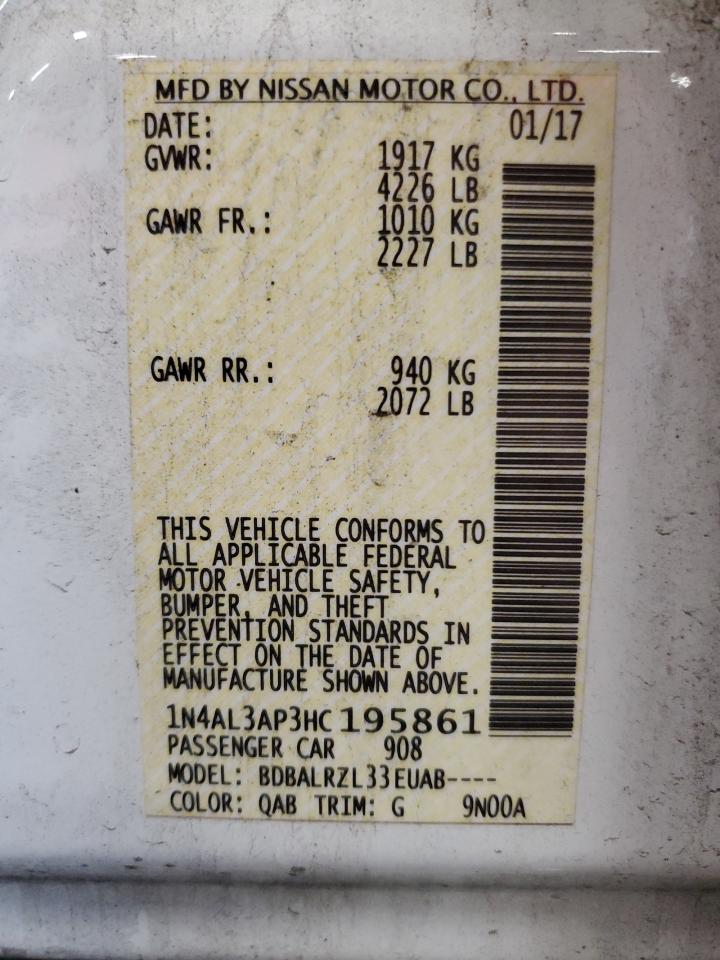 MFD BY NISSAN MOTOR CO., LTD.
DATE: 01/17
GVWR: 1917 KG
4226 LB
GAWR FR.: 1010 KG
2227 LB
GAWR RR.: 940 KG
2072 LB
THIS VEHICLE CONFORMS TO
ALL APPLICABLE FEDERAL
MOTOR VEHICLE SAFETY,
BUMPER, AND THEFT
PREVENTION STANDARDS IN
EFFECT ON THE DATE OF
MANUFACTURE SHOWN ABOVE.
1N4AL3AP3HC195861
PASSENGER CAR 908
MODEL: BDBALRZL33EUAB----
COLOR: QAB TRIM: G 9N00A